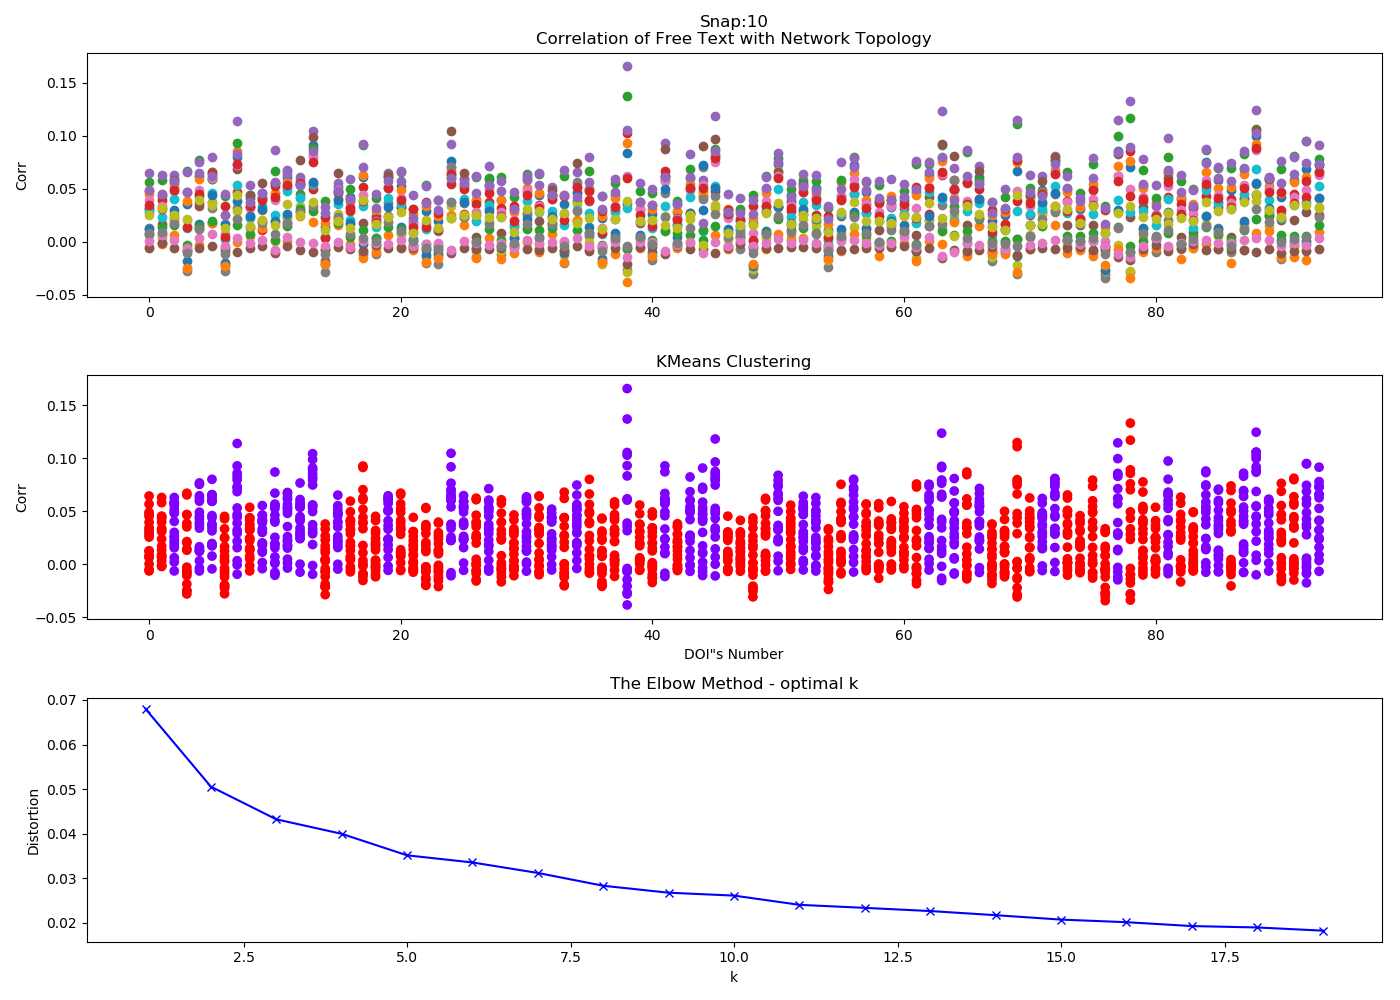 Snap:10
Correlation of Free Text with Network Topology
Corr
0.15
0.10
0.05
0.00
−0.05
0 20 40 60 80
KMeans Clustering
Corr
0.15
0.10
0.05
0.00
−0.05
0 20 40 60 80
DOI"s Number
The Elbow Method - optimal k
Distortion
0.07
0.06
0.05
0.04
0.03
0.02
2.5 5.0 7.5 10.0 12.5 15.0 17.5
k